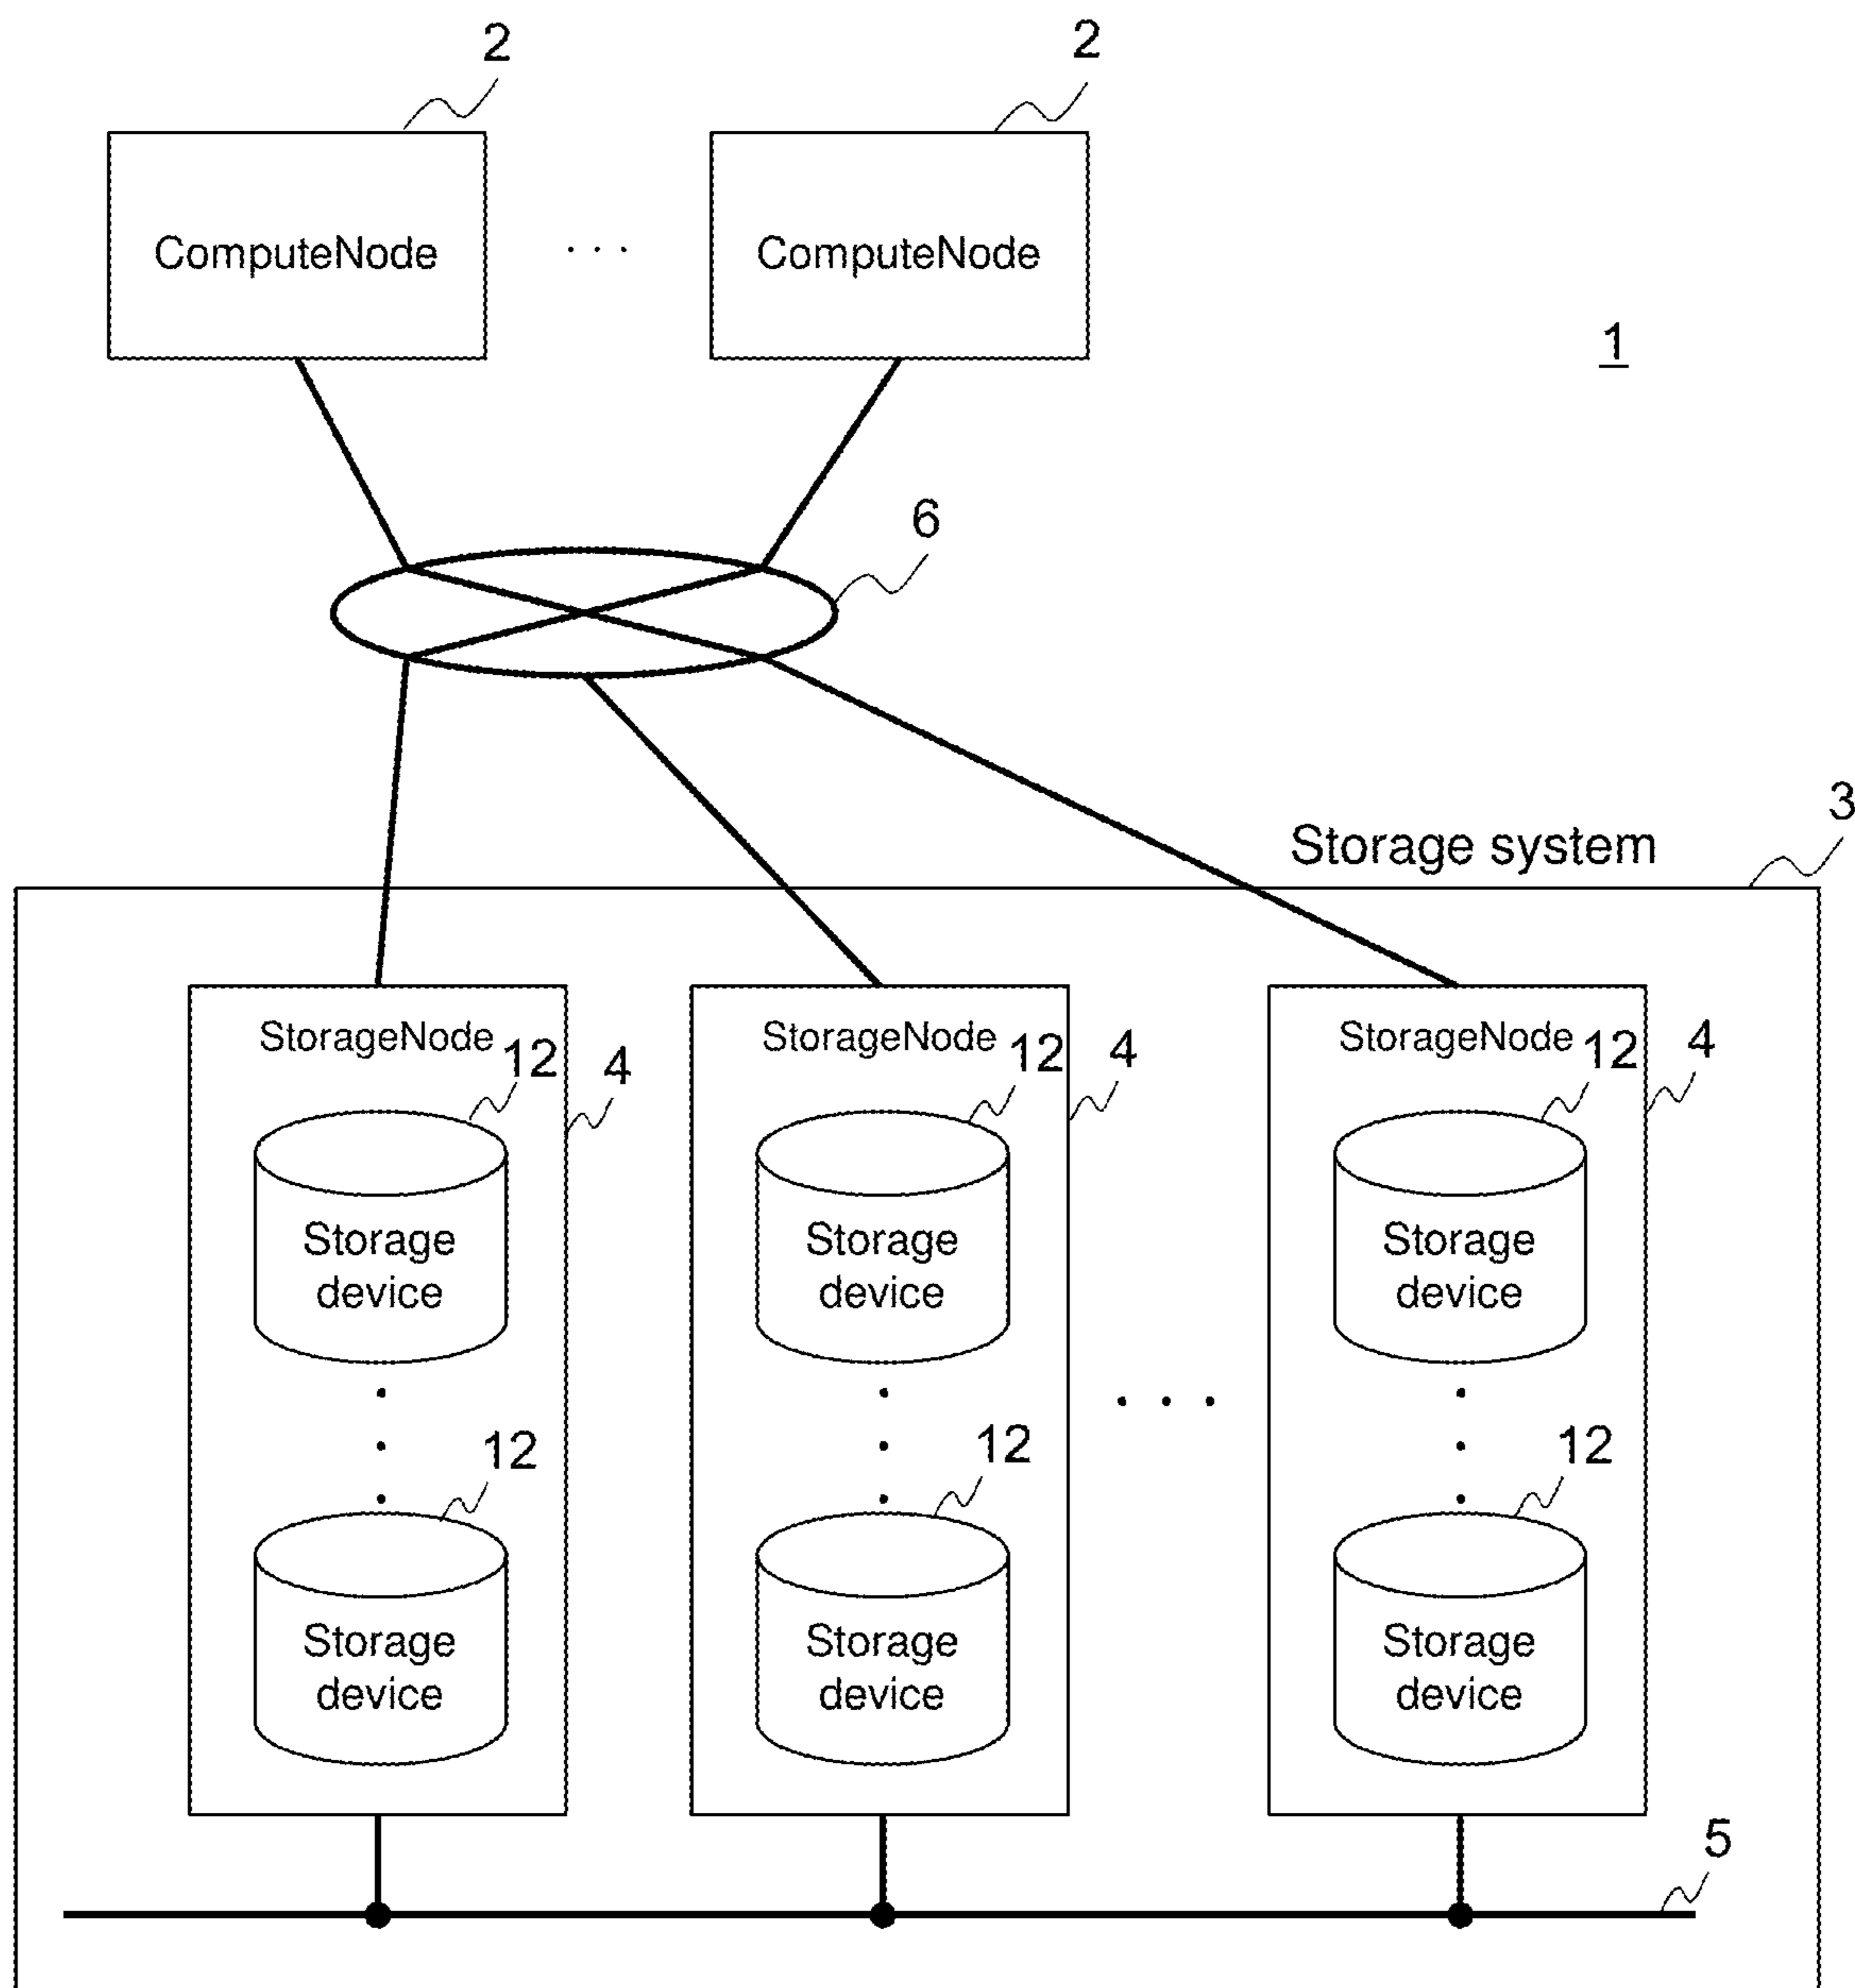 2
2
ComputeNode
. . .
ComputeNode
1
6
3
Storage system
StorageNode
12
4
StorageNode
12
4
StorageNode
12
4
Storage
device
Storage
device
Storage
device
. . .
12
12
12
Storage
device
Storage
device
Storage
device
5